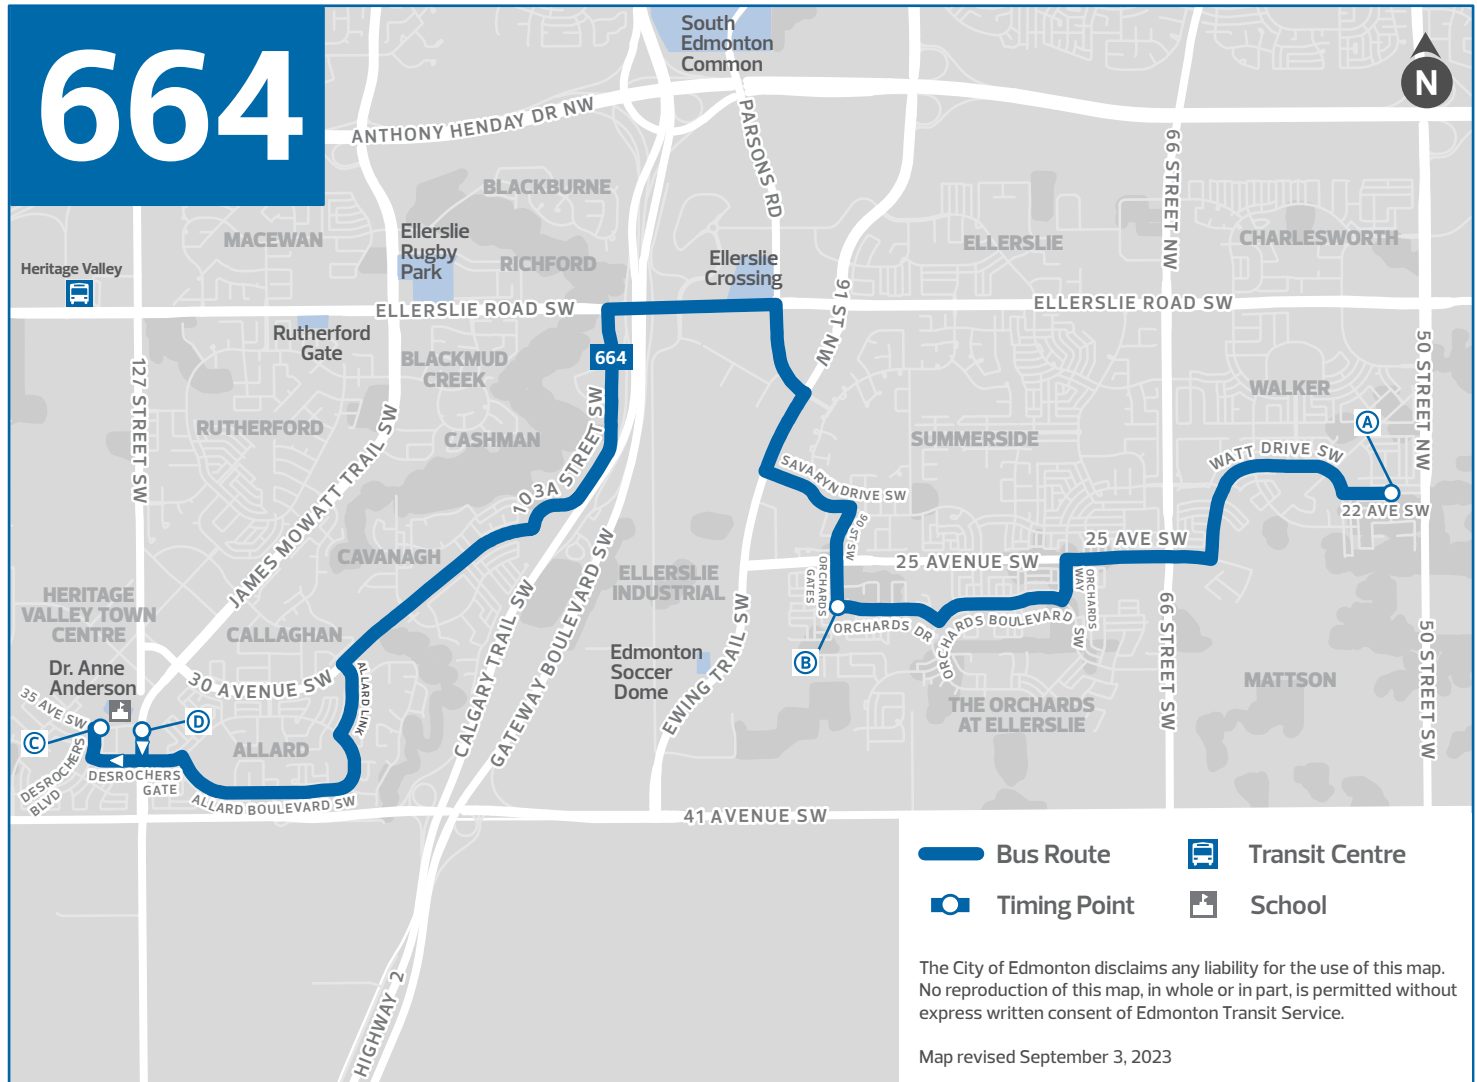 664
N
South
Edmonton
Common
ANTHONY HENDAY DR NW
PARSONS RD
66 STREET NW
BLACKBURNE
MACEWAN
Ellerslie
Rugby
Park
RICHFORD
Ellerslie
Crossing
ELLERSLIE
CHARLESWORTH
Heritage Valley
ELLERSLIE ROAD SW
ELLERSLIE ROAD SW
91 ST NW
Rutherford
Gate
BLACKMUD
CREEK
664
127 STREET SW
50 STREET NW
WALKER
RUTHERFORD
CASHMAN
103A STREET SW
SUMMERSIDE
A
JAMES MOWATT TRAIL SW
SAVARYN DRIVE SW
WATT DRIVE SW
22 AVE SW
90 ST SW
25 AVE SW
25 AVENUE SW
CAVANAGH
ELLERSLIE
INDUSTRIAL
ORCHARDS
GATES
ORCHARDS
WAY SW
HERITAGE
VALLEY TOWN
CENTRE
CALLAGHAN
CALGARY TRAIL SW
GATEWAY BOULEVARD SW
EWING TRAIL SW
ORCHARDS DR
ORCHARDS BOULEVARD
66 STREET SW
50 STREET SW
B
Edmonton
Soccer
Dome
Dr. Anne
Anderson
30 AVENUE SW
ALLARD LINK
MATTSON
THE ORCHARDS
AT ELLERSLIE
35 AVE SW
D
C
ALLARD
DESROCHERS
BLVD
DESROCHERS
GATE
ALLARD BOULEVARD SW
41 AVENUE SW
HIGHWAY 2
Bus Route
Transit Centre
Timing Point
School
The City of Edmonton disclaims any liability for the use of this map.
No reproduction of this map, in whole or in part, is permitted without
express written consent of Edmonton Transit Service.
Map revised September 3, 2023